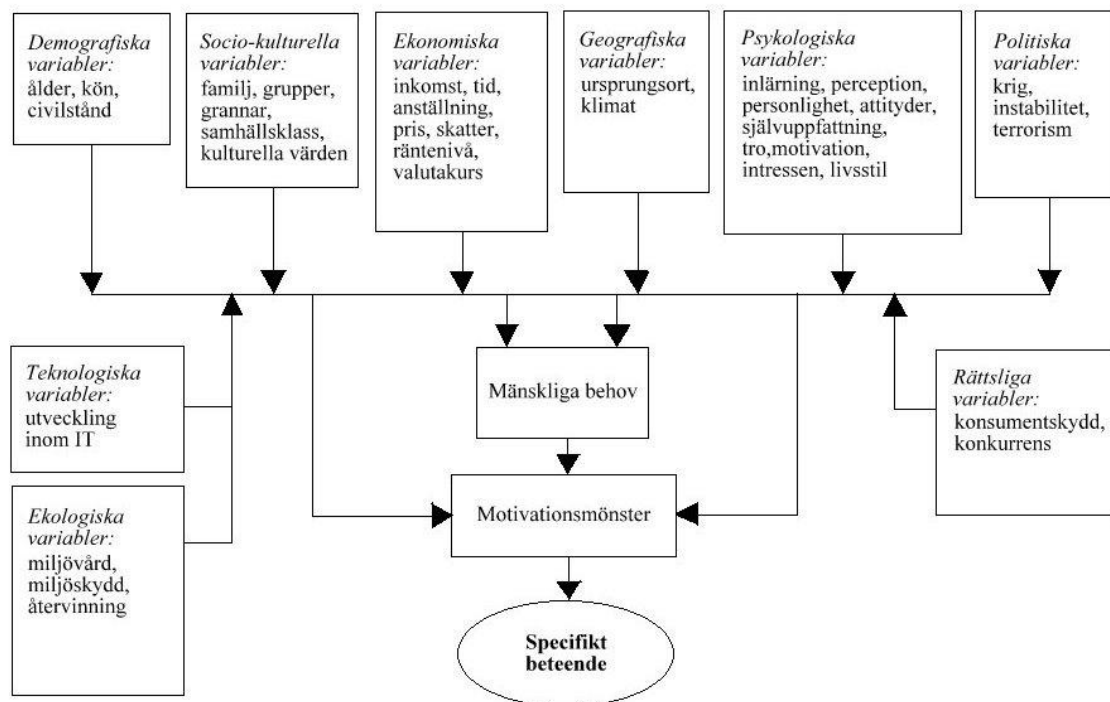 Demografiska
variabler:
ålder, kön,
civilstånd
Socio-kulturella
variabler:
familj, grupper,
grannar,
samhällsklass,
kulturella värden
Ekonomiska
variabler:
inkomst, tid,
anställning,
pris, skatter,
räntenivå,
valutakurs
Geografiska
variabler:
ursprungsort,
klimat
Psykologiska
variabler:
inlärning, perception,
personlighet, attityder,
självuppfattning,
tro,motivation,
intressen, livsstil
Politiska
variabler:
krig,
instabilitet,
terrorism
Teknologiska
variabler:
utveckling
inom IT
Mänskliga behov
Rättsliga
variabler:
konsumentskydd,
konkurrens
Ekologiska
variabler:
miljövård,
miljöskydd,
återvinning
Motivationsmönster
Specifikt
beteende